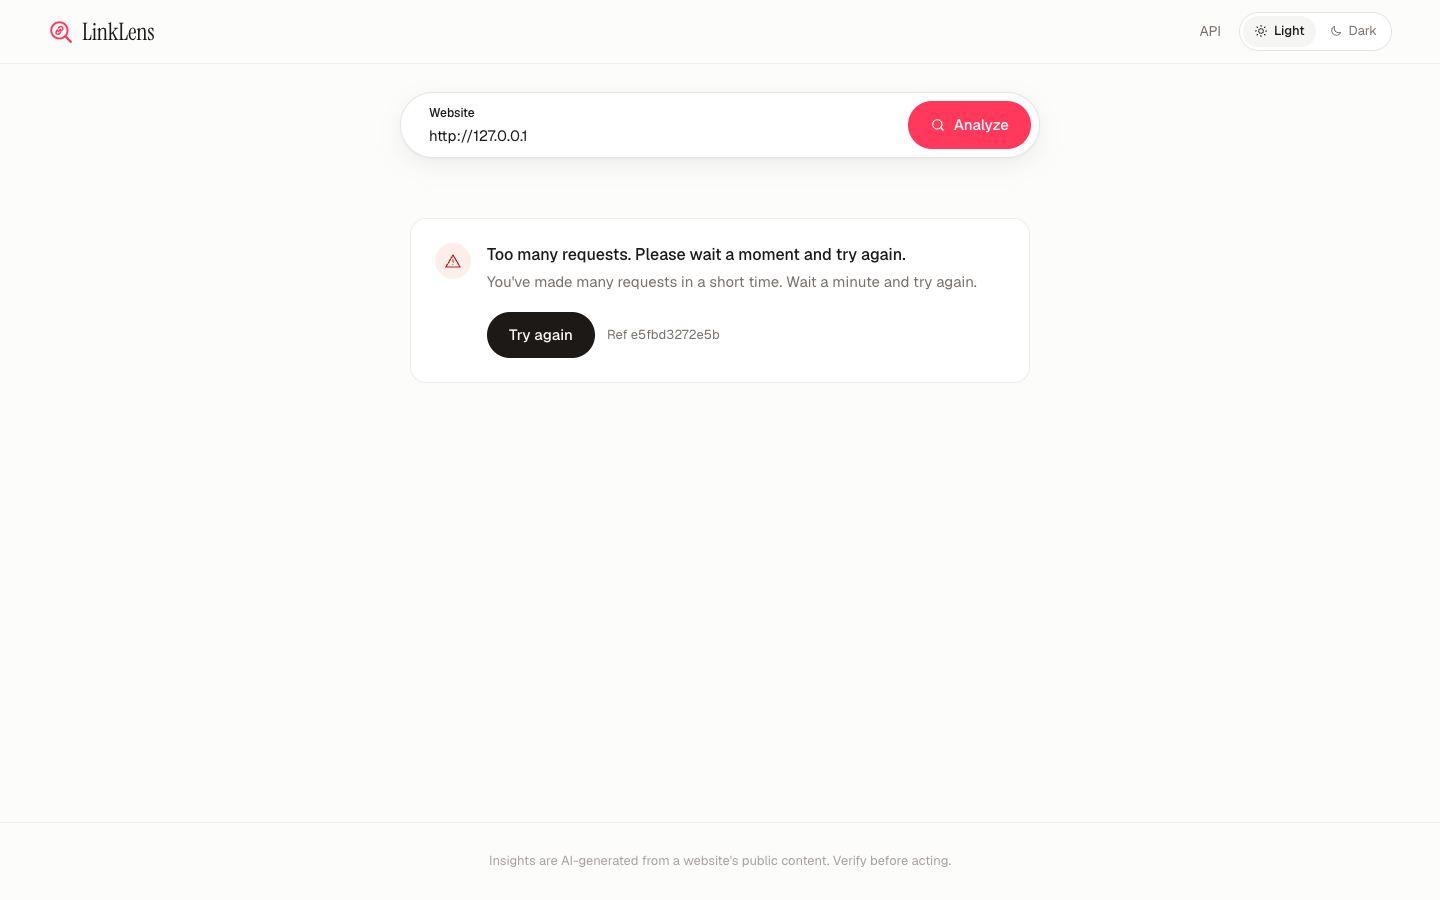 LinkLens
API
Light
Dark
Website
http://127.0.0.1
Analyze
Too many requests. Please wait a moment and try again.
You've made many requests in a short time. Wait a minute and try again.
Try again
Ref e5fbd3272e5b
Insights are AI-generated from a website's public content. Verify before acting.